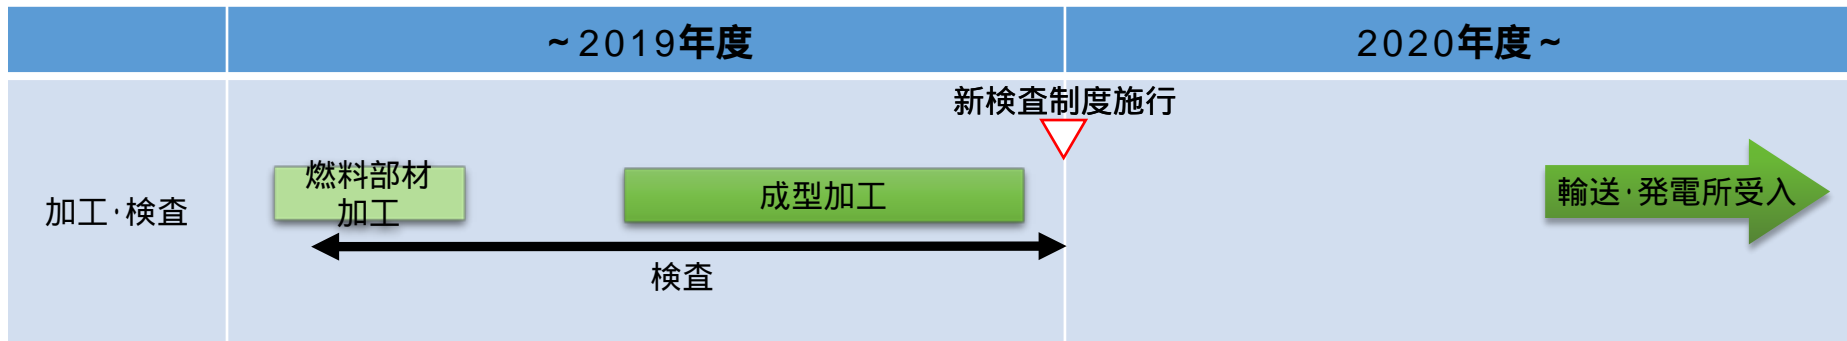 ~2019年度
2020年度~
新検査制度施行
燃料部材
加工
成型加工
輸送・発電所受入
加工・検査
検査